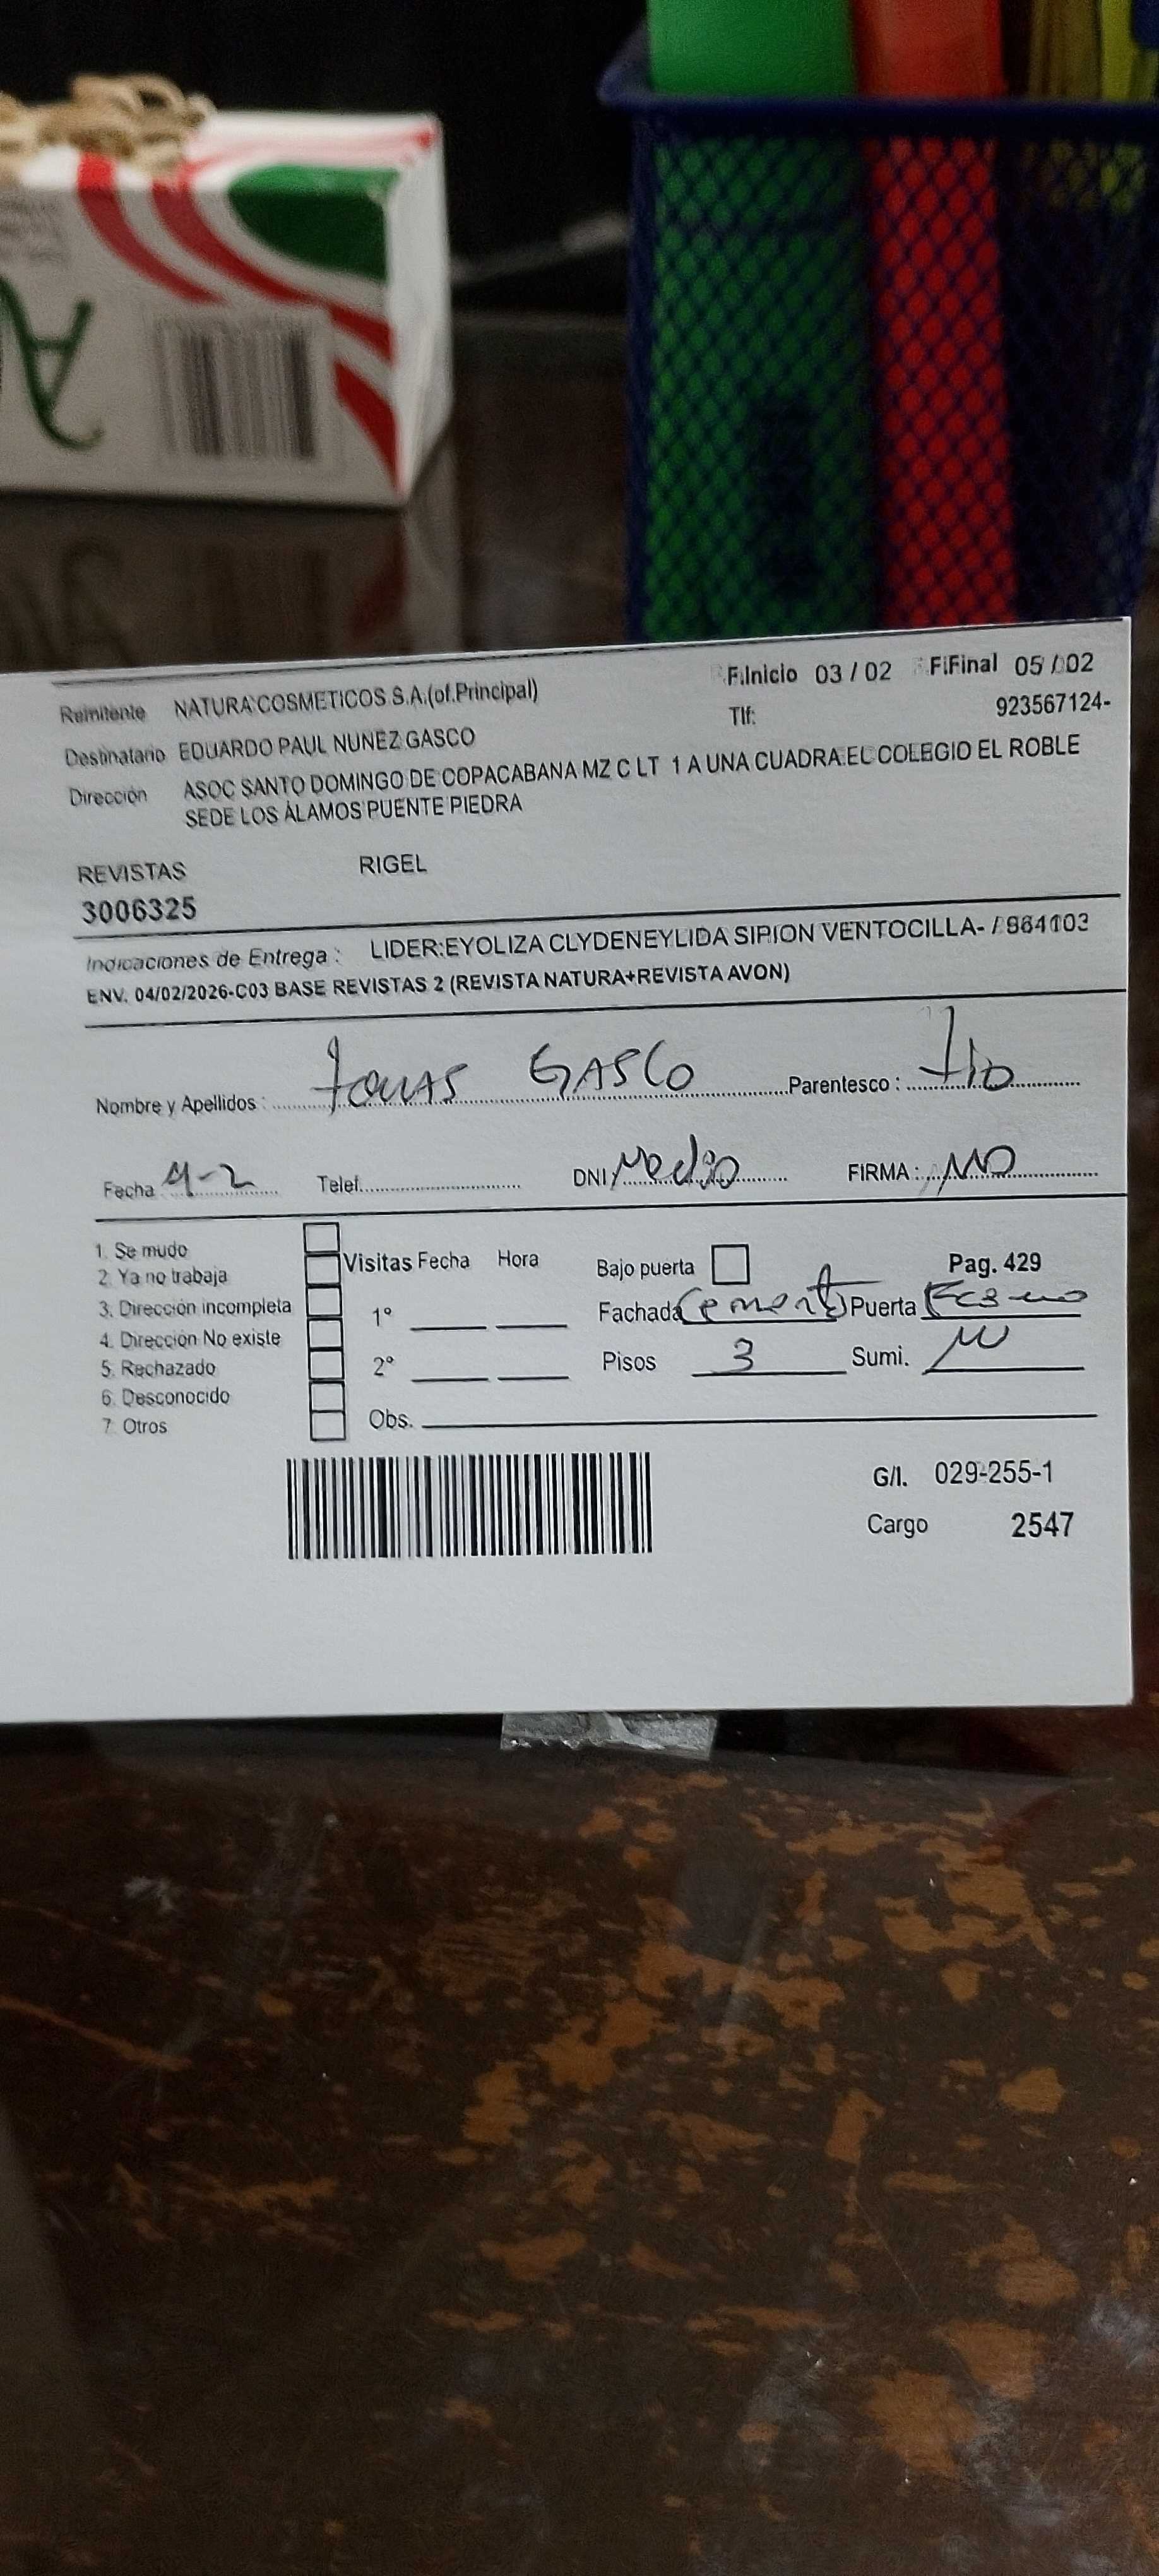 F.Inicio 03 / 02 F.Final 05 / 02
Remitente NATURA COSMETICOS S.A.(of.Principal)
Tlf: 923567124-
Destinatario EDUARDO PAUL NUNEZ GASCO
Dirección ASOC SANTO DOMINGO DE COPACABANA MZ C LT 1 A UNA CUADRA EL COLEGIO EL ROBLE
SEDE LOS ÁLAMOS PUENTE PIEDRA
REVISTAS RIGEL
3006325
Indicaciones de Entrega : LIDER:EYOLIZA CLYDENEYLIDA SIPION VENTOCILLA- / 984103
ENV. 04/02/2026-C03 BASE REVISTAS 2 (REVISTA NATURA+REVISTA AVON)
Nombre y Apellidos : GASCO Parentesco : Tio
Fecha 4-2 Telef. DNI FIRMA :
1. Se mudo
2. Ya no trabaja
3. Dirección incompleta
4. Dirección No existe
5. Rechazado
6. Desconocido
7. Otros
Visitas Fecha Hora
1°
2°
Bajo puerta Pag. 429
Fachada Cemento Puerta
Pisos 3 Sumi.
Obs.
G/I. 029-255-1
Cargo 2547